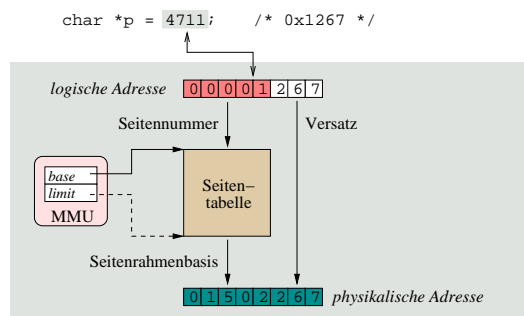 char *p = 4711; /* 0x1267 */
logische Adresse 0 0 0 0 1 2 6 7
Seitennummer Versatz
base
limit
MMU
Seiten–
tabelle
Seitenrahmenbasis
0 1 5 0 2 2 6 7 physikalische Adresse